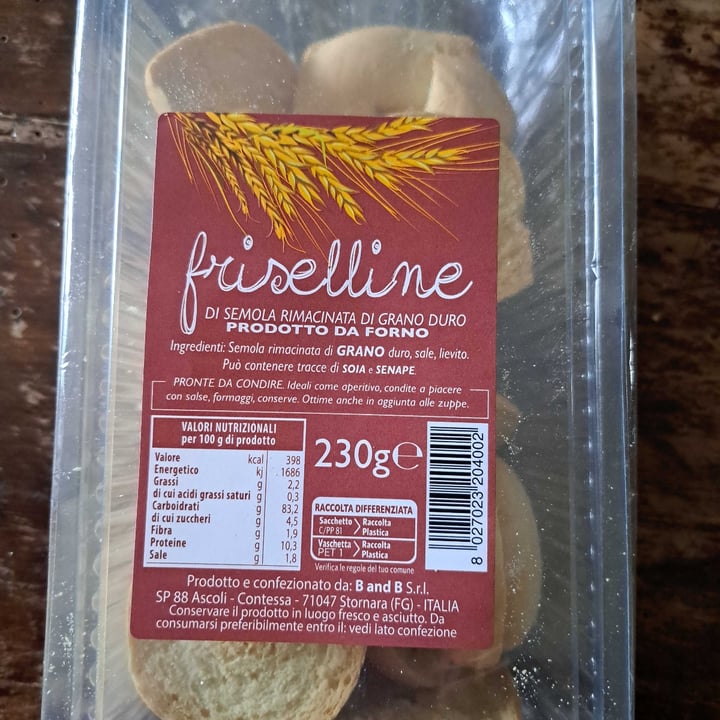 friselline
DI SEMOLA RIMACINATA DI GRANO DURO
PRODOTTO DA FORNO
Ingredienti: Semola rimacinata di GRANO duro, sale, lievito.
Può contenere tracce di SOIA e SENAPE.
PRONTE DA CONDIRE. Ideali come aperitivo, condite a piacere
con salse, formaggi, conserve. Ottime anche in aggiunta alle zuppe.
VALORI NUTRIZIONALI
per 100 g di prodotto
Valore kcal 398
Energetico kj 1686
Grassi g 2,2
di cui acidi grassi saturi g 0,3
Carboidrati g 83,2
di cui zuccheri g 4,5
Fibra g 1,9
Proteine g 10,3
Sale g 1,8
230g℮
RACCOLTA DIFFERENZIATA
Sacchetto Raccolta
C/PP 81 Plastica
Vaschetta Raccolta
PET 1 Plastica
Verifica le regole del tuo comune
8 027023 204002
Prodotto e confezionato da: B and B S.r.l.
SP 88 Ascoli - Contessa - 71047 Stornara (FG) - ITALIA
Conservare il prodotto in luogo fresco e asciutto. Da
consumarsi preferibilmente entro il: vedi lato confezione